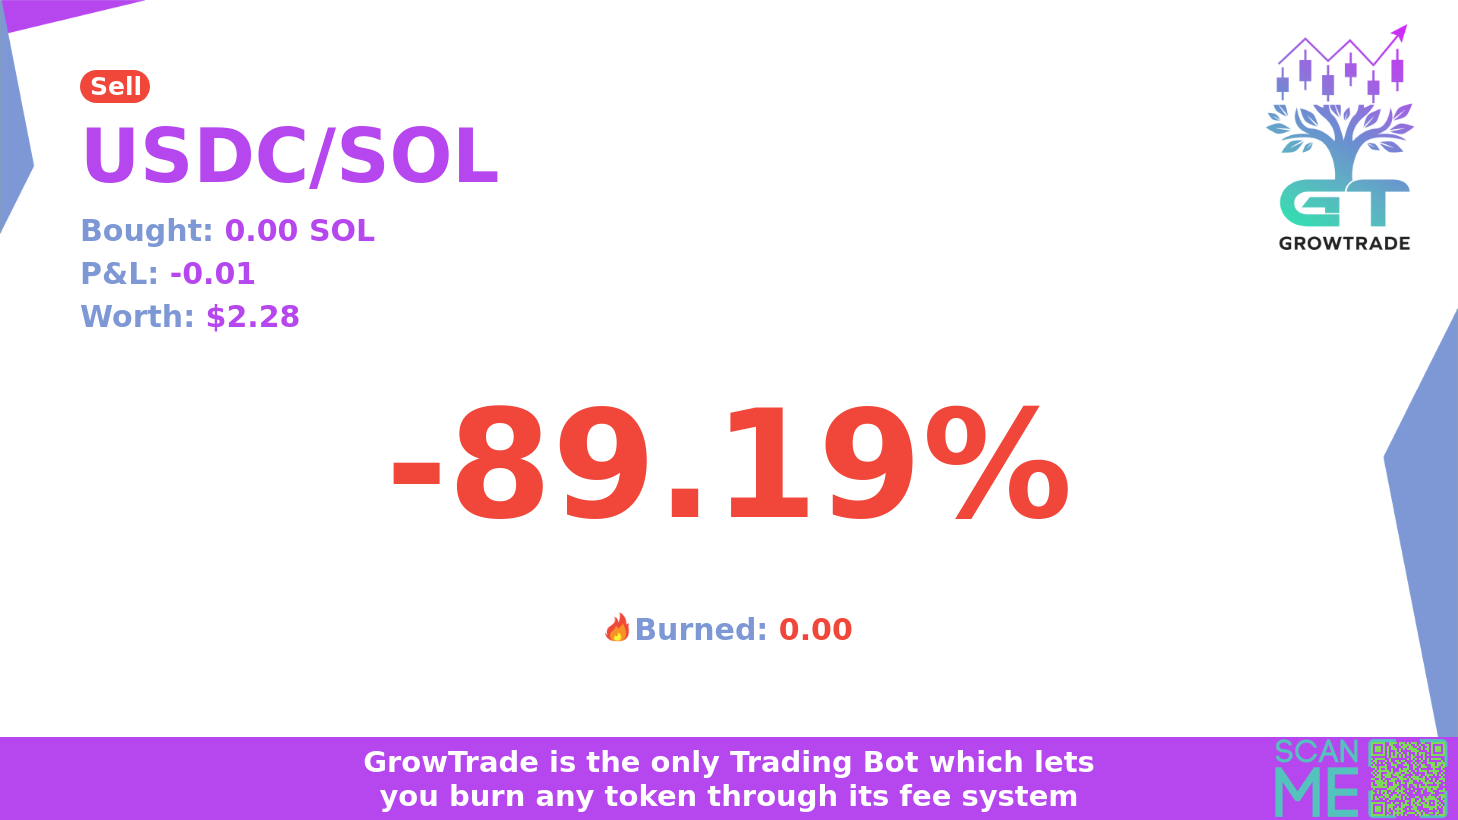 Sell
USDC/SOL
Bought: 0.00 SOL
P&L: -0.01
Worth: $2.28
GT
GROWTRADE
-89.19%
🔥Burned: 0.00
GrowTrade is the only Trading Bot which lets
you burn any token through its fee system
SCAN
ME